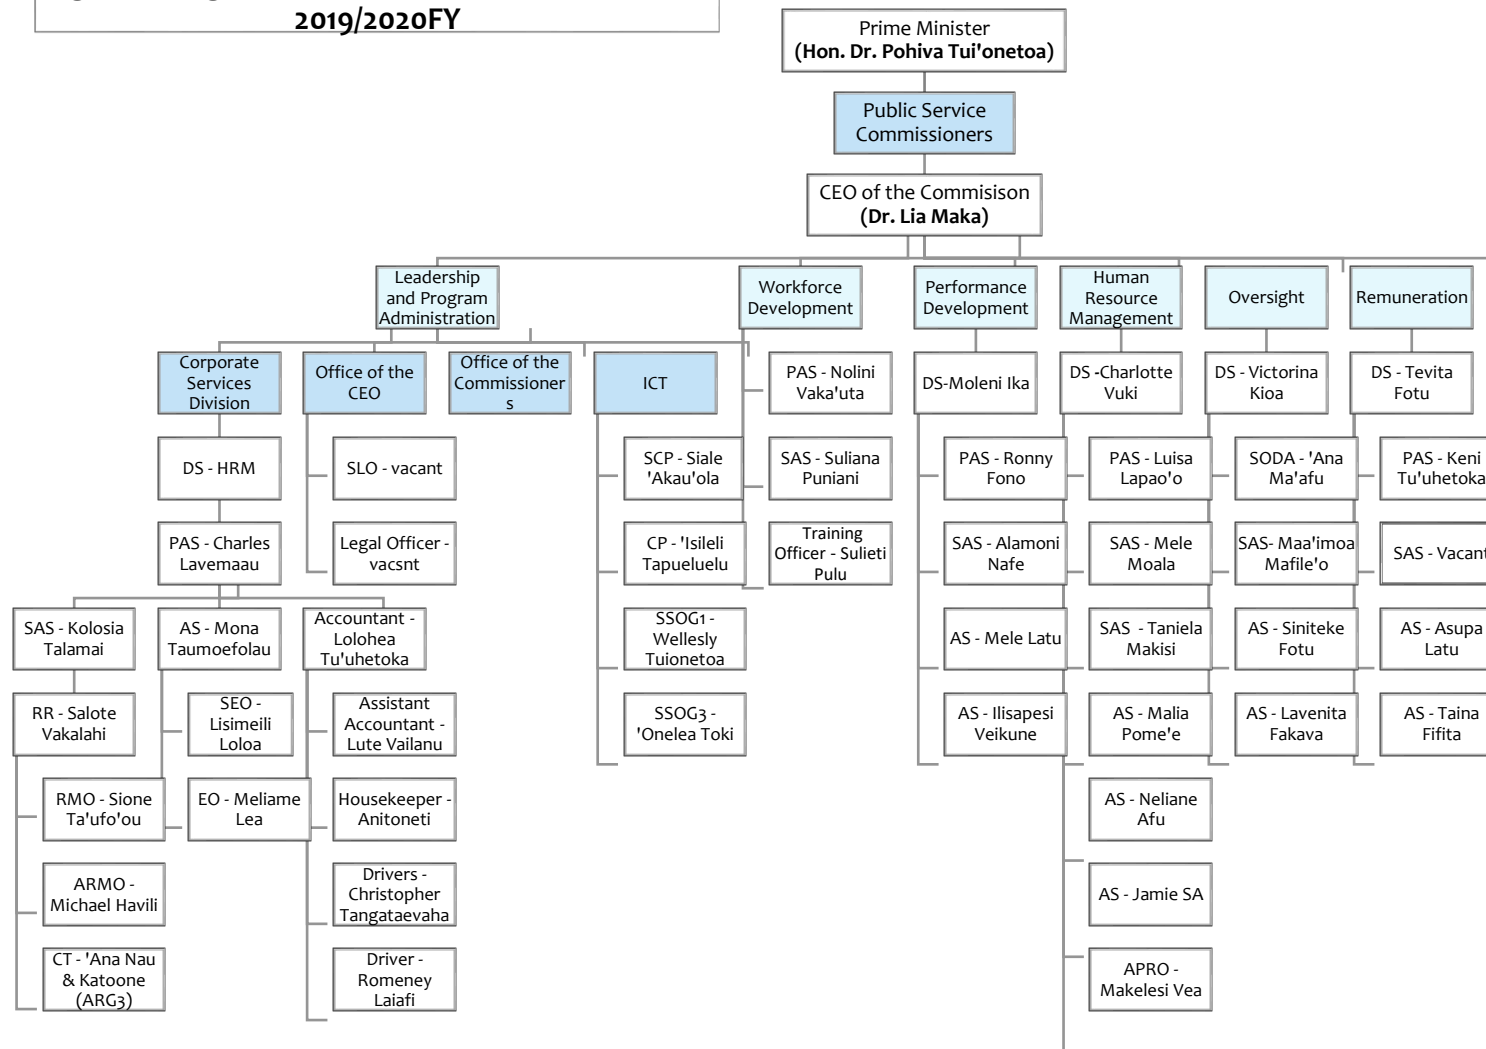 2019/2020FY
Prime Minister
(Hon. Dr. Pohiva Tui'onetoa)
Public Service
Commissioners
CEO of the Commisison
(Dr. Lia Maka)
Leadership
and Program
Administration
Workforce
Development
Performance
Development
Human
Resource
Management
Oversight
Remuneration
Corporate
Services
Division
Office of the
CEO
Office of the
Commissioner
s
ICT
PAS - Nolini
Vaka'uta
DS-Moleni Ika
DS -Charlotte
Vuki
DS - Victorina
Kioa
DS - Tevita
Fotu
DS - HRM
SLO - vacant
SCP - Siale
'Akau'ola
SAS - Suliana
Puniani
PAS - Ronny
Fono
PAS - Luisa
Lapao'o
SODA - 'Ana
Ma'afu
PAS - Keni
Tu'uhetoka
PAS - Charles
Lavemaau
Legal Officer -
vacsnt
CP - 'Isileli
Tapueluelu
Training
Officer - Sulieti
Pulu
SAS - Alamoni
Nafe
SAS - Mele
Moala
SAS- Maa'imoa
Mafile'o
SAS - Vacant
SAS - Kolosia
Talamai
AS - Mona
Taumoefolau
Accountant -
Lolohea
Tu'uhetoka
SSOG1 -
Wellesly
Tuionetoa
AS - Mele Latu
SAS - Taniela
Makisi
AS - Siniteke
Fotu
AS - Asupa
Latu
RR - Salote
Vakalahi
SEO -
Lisimeili
Loloa
Assistant
Accountant -
Lute Vailanu
SSOG3 -
'Onelea Toki
AS - Ilisapesi
Veikune
AS - Malia
Pome'e
AS - Lavenita
Fakava
AS - Taina
Fifita
RMO - Sione
Ta'ufo'ou
EO - Meliame
Lea
Housekeeper -
Anitoneti
AS - Neliane
Afu
ARMO -
Michael Havili
Drivers -
Christopher
Tangataevaha
AS - Jamie SA
CT - 'Ana Nau
& Katoone
(ARG3)
Driver -
Romeney
Laiafi
APRO -
Makelesi Vea